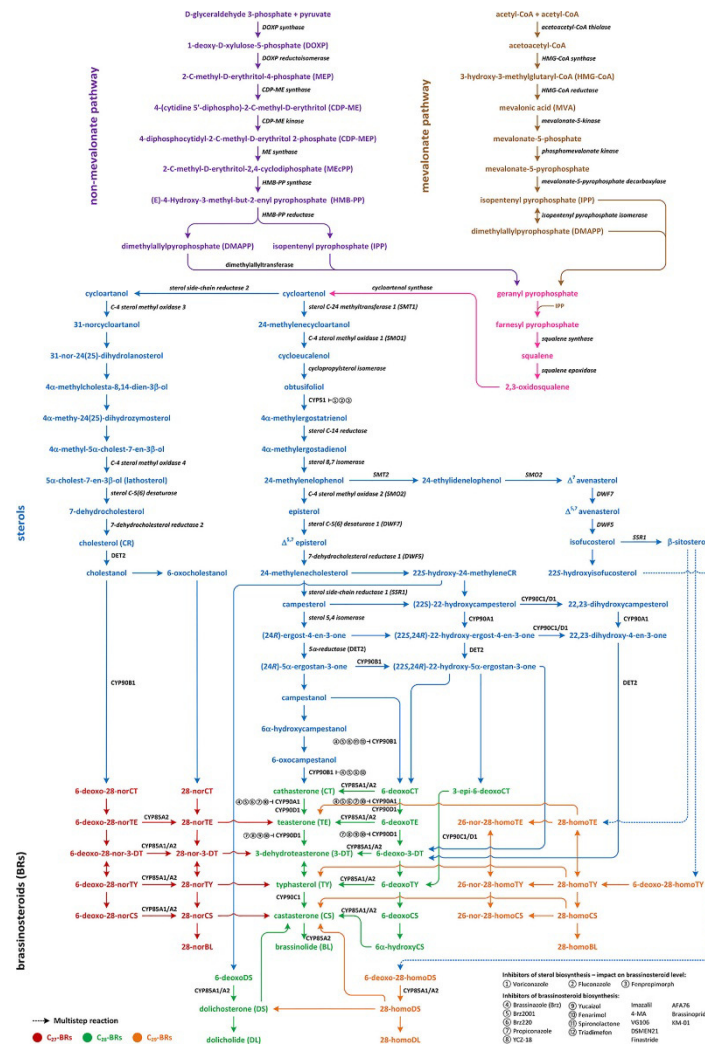 D-glyceraldehyde 3-phosphate + pyruvate
DOXP synthase
1-deoxy-D-xylulose-5-phosphate (DOXP)
DOXP reductoisomerase
2-C-methyl-D-erythritol-4-phosphate (MEP)
CDP-ME synthase
4-(cytidine 5'-diphospho)-2-C-methyl-D-erythritol (CDP-ME)
CDP-ME kinase
4-diphosphocytidyl-2-C-methyl-D-erythritol 2-phosphate (CDP-MEP)
ME synthase
2-C-methyl-D-erythritol-2,4-cyclodiphosphate (MEcPP)
HMB-PP synthase
(E)-4-Hydroxy-3-methyl-but-2-enyl pyrophosphate (HMB-PP)
HMB-PP reductase
dimethylallylpyrophosphate (DMAPP)
isopentenyl pyrophosphate (IPP)
dimethylallyltransferase
non-mevalonate pathway
acetyl-CoA + acetyl-CoA
acetoacetyl-CoA thiolase
acetoacetyl-CoA
HMG-CoA synthase
3-hydroxy-3-methylglutaryl-CoA (HMG-CoA)
HMG-CoA reductase
mevalonic acid (MVA)
mevalonate-5-kinase
mevalonate-5-phosphate
phosphomevalonate kinase
mevalonate-5-pyrophosphate
mevalonate-5-pyrophosphate decarboxylase
isopentenyl pyrophosphate (IPP)
isopentenyl pyrophosphate isomerase
dimethylallylpyrophosphate (DMAPP)
mevalonate pathway
geranyl pyrophosphate
IPP
farnesyl pyrophosphate
squalene synthase
squalene
squalene epoxidase
2,3-oxidosqualene
cycloartenol synthase
cycloartenol
sterol side-chain reductase 2
cycloartanol
C-4 sterol methyl oxidase 3
31-norcycloartanol
31-nor-24(25)-dihydrolanosterol
4α-methylcholesta-8,14-dien-3β-ol
4α-methy-24(25)-dihydrozymosterol
4α-methyl-5α-cholest-7-en-3β-ol
C-4 sterol methyl oxidase 4
5α-cholest-7-en-3β-ol (lathosterol)
sterol C-5(6) desaturase
7-dehydrocholesterol
7-dehydrocholesterol reductase 2
cholesterol (CR)
DET2
cholestanol
6-oxocholestanol
CYP90B1
sterols
sterol C-24 methyltransferase 1 (SMT1)
24-methylenecycloartanol
C-4 sterol methyl oxidase 1 (SMO1)
cycloeucalenol
cyclopropylsterol isomerase
obtusifoliol
CYP51 ⊢①②③
4α-methylergostatrienol
sterol C-14 reductase
4α-methylergostadienol
sterol 8,7 isomerase
24-methylenelophenol
SMT2
24-ethylidenelophenol
SMO2
Δ⁷ avenasterol
C-4 sterol methyl oxidase 2 (SMO2)
DWF7
episterol
Δ⁵,⁷ avenasterol
sterol C-5(6) desaturase 1 (DWF7)
DWF5
Δ⁵,⁷ episterol
isofucosterol
SSR1
β-sitosterol
7-dehydrocholesterol reductase 1 (DWF5)
24-methylenecholesterol
22S-hydroxy-24-methyleneCR
22S-hydroxyisofucosterol
sterol side-chain reductase 1 (SSR1)
campesterol
(22S)-22-hydroxycampesterol
CYP90C1/D1
22,23-dihydroxycampesterol
sterol 5,4 isomerase
CYP90A1
CYP90A1
(24R)-ergost-4-en-3-one
(22S,24R)-22-hydroxy-ergost-4-en-3-one
CYP90C1/D1
22,23-dihydroxy-4-en-3-one
5α-reductase (DET2)
DET2
DET2
(24R)-5α-ergostan-3-one
CYP90B1
(22S,24R)-22-hydroxy-5α-ergostan-3-one
campestanol
6α-hydroxycampestanol
④⑤⑥⑪⑫⊣ CYP90B1
6-oxocampestanol
CYP90B1
6-deoxo-28-norCT
28-norCT
cathasterone (CT)
CYP85A1/A2
6-deoxoCT
3-epi-6-deoxoCT
CYP90A1
CYP90D1
CYP90A1
CYP90D1
6-deoxo-28-norTE
CYP85A2
28-norTE
teasterone (TE)
CYP85A1/A2
6-deoxoTE
26-nor-28-homoTE
28-homoTE
CYP90D1
CYP90D1
CYP90C1/D1
6-deoxo-28-nor-3-DT
CYP85A1/A2
28-nor-3-DT
3-dehydroteasterone (3-DT)
CYP85A1/A2
6-deoxo-3-DT
6-deoxo-28-norTY
28-norTY
typhasterol (TY)
CYP85A1/A2
6-deoxoTY
26-nor-28-homoTY
28-homoTY
6-deoxo-28-homoTY
CYP90C1
6-deoxo-28-norCS
CYP85A1/A2
28-norCS
castasterone (CS)
CYP85A1/A2
6-deoxoCS
26-nor-28-homoCS
28-homoCS
CYP85A2
28-norBL
brassinolide (BL)
6α-hydroxyCS
28-homoBL
6-deoxoDS
6-deoxo-28-homoDS
CYP85A1/A2
CYP85A2
CYP85A1/A2
dolichosterone (DS)
28-homoDS
dolicholide (DL)
28-homoDL
brassinosteroids (BRs)
Multistep reaction
C₂₇-BRs
C₂₈-BRs
C₂₉-BRs
Inhibitors of sterol biosynthesis – impact on brassinosteroid level:
① Voriconazole ② Fluconazole ③ Fenpropimorph
Inhibitors of brassinosteroid biosynthesis:
④ Brassinazole (Brz) ⑨ Yucaizol Imazalil AFA76
⑤ Brz2001 ⑩ Fenarimol 4-MA Brassinopride
⑥ Brz220 ⑪ Spironolactone VG106 KM-01
⑦ Propiconazole ⑫ Triadimefon DSMEN21
⑧ YCZ-18 Finastride